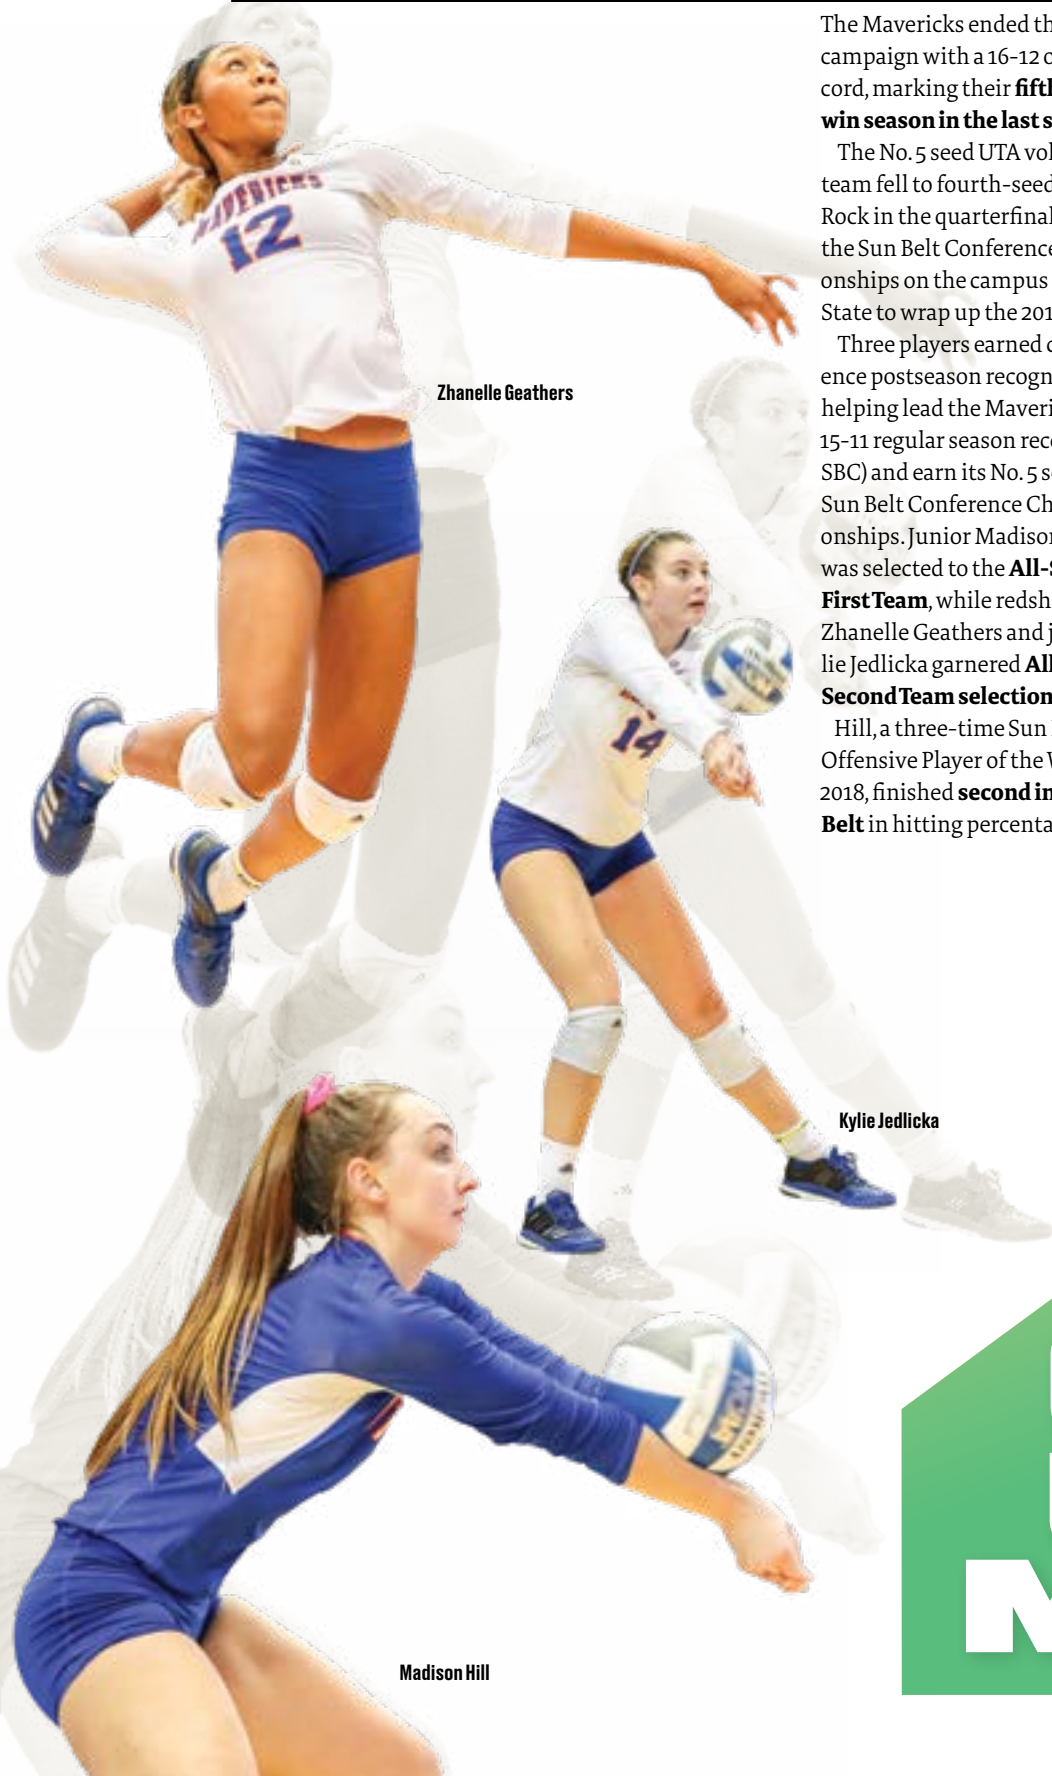 The Mavericks ended th
campaign with a 16-12 o
cord, marking their fifth
win season in the last s
The No. 5 seed UTA vol
team fell to fourth-seed
Rock in the quarterfinal
the Sun Belt Conference
onships on the campus
State to wrap up the 201
Three players earned c
ence postseason recogn
helping lead the Maveri
15-11 regular season reco
SBC) and earn its No. 5 s
Sun Belt Conference Ch
onships. Junior Madison
was selected to the All-S
First Team, while redsh
Zhanelle Geathers and j
lie Jedlicka garnered All
Second Team selection
Hill, a three-time Sun
Offensive Player of the W
2018, finished second in
Belt in hitting percenta
MAVERICKS
12
Zhanelle Geathers
14
Kylie Jedlicka
Madison Hill